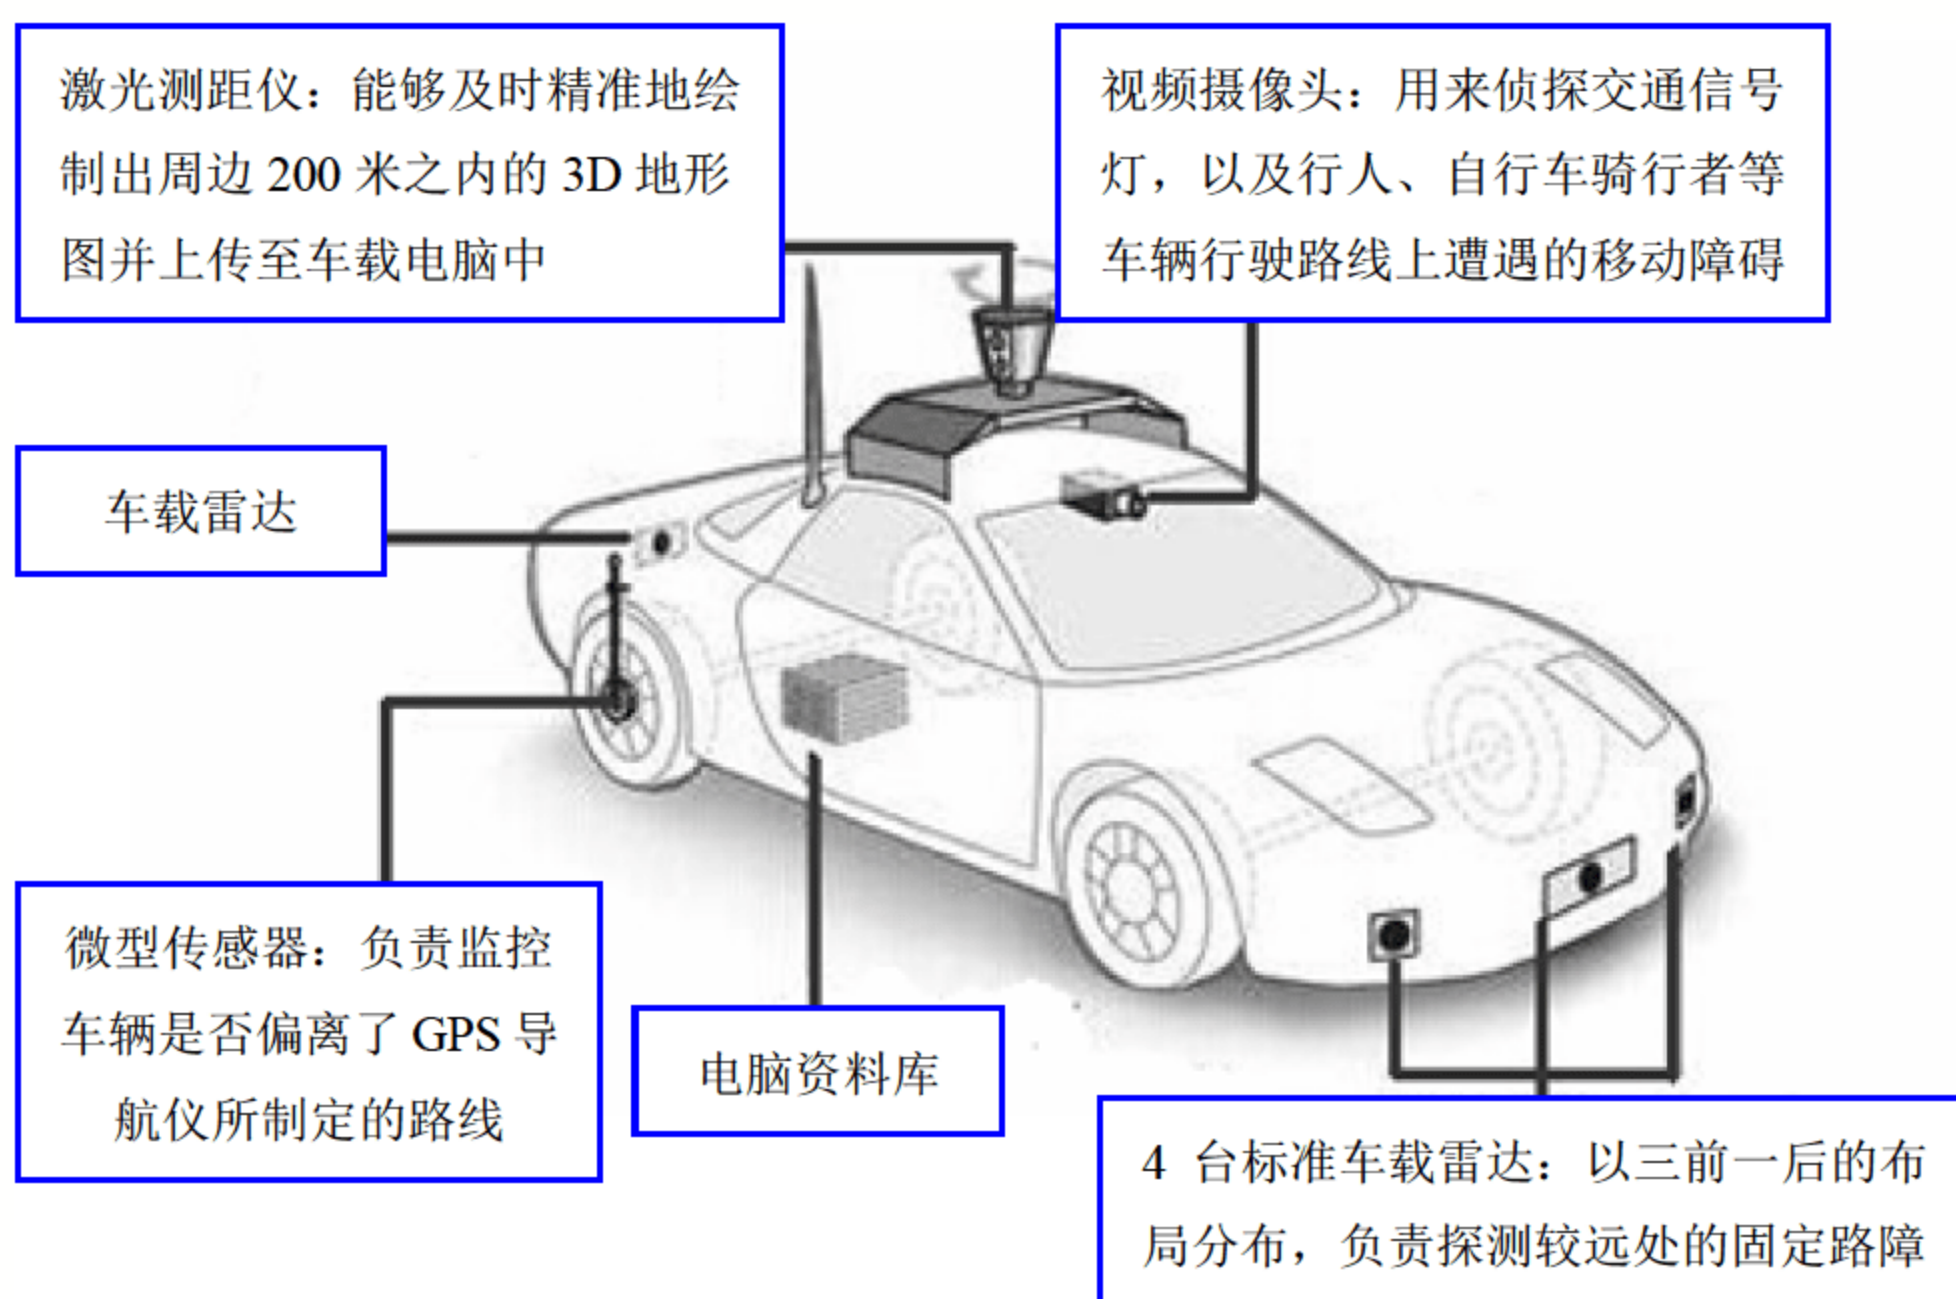 激光测距仪：能够及时精准地绘
制出周边 200 米之内的 3D 地形
图并上传至车载电脑中
视频摄像头：用来侦探交通信号
灯，以及行人、自行车骑行者等
车辆行驶路线上遭遇的移动障碍
车载雷达
微型传感器：负责监控
车辆是否偏离了 GPS 导
航仪所制定的路线
电脑资料库
4 台标准车载雷达：以三前一后的布
局分布，负责探测较远处的固定路障